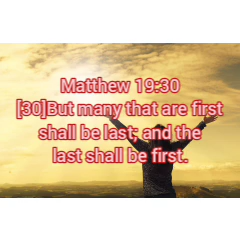 Matthew 19:30
[30]But many that are first
shall be last; and the
last shall be first.